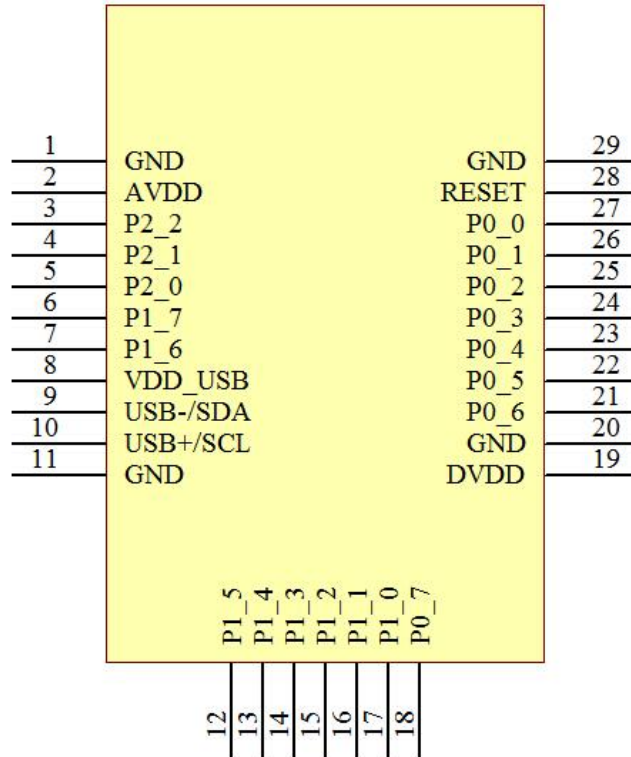 1 GND GND 29
2 AVDD RESET 28
3 P2_2 P0_0 27
4 P2_1 P0_1 26
5 P2_0 P0_2 25
6 P1_7 P0_3 24
7 P1_6 P0_4 23
8 VDD_USB P0_5 22
9 USB-/SDA P0_6 21
10 USB+/SCL GND 20
11 GND DVDD 19
P1_5 P1_4 P1_3 P1_2 P1_1 P1_0 P0_7
12 13 14 15 16 17 18